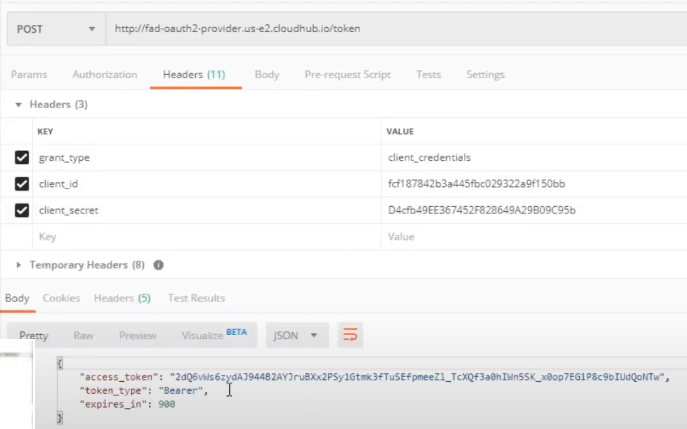 POST http://fad-oauth2-provider.us-e2.cloudhub.io/token
Params Authorization Headers (11) Body Pre-request Script Tests Settings
Headers (3)
KEY VALUE
grant_type client_credentials
client_id fcf187842b3a445fbc029322a9f150bb
client_secret D4cfb49EE367452F828649A29B09C95b
Key Value
Temporary Headers (8)
Body Cookies Headers (5) Test Results
Pretty Raw Preview Visualize BETA JSON
{
"access_token": "2dQ6vWs6zydAJ944B2AYJruBXx2PSy1Gtmk3fTuSEfpmeeZl_TcXQf3a0hIWn5SK_x0op7EG1P8c9bIUdQoNTw",
"token_type": "Bearer",
"expires_in": 900
}